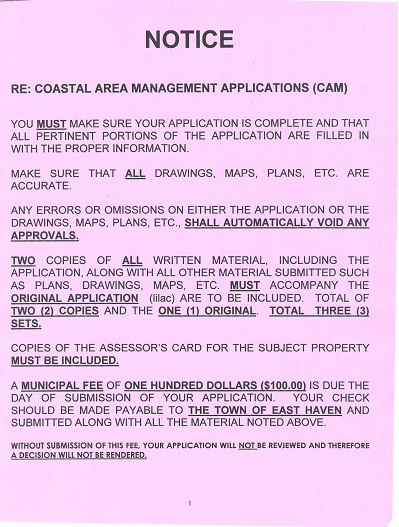 NOTICE
RE: COASTAL AREA MANAGEMENT APPLICATIONS (CAM)
YOU MUST MAKE SURE YOUR APPLICATION IS COMPLETE AND THAT
ALL PERTINENT PORTIONS OF THE APPLICATION ARE FILLED IN
WITH THE PROPER INFORMATION.
MAKE SURE THAT ALL DRAWINGS, MAPS, PLANS, ETC. ARE
ACCURATE.
ANY ERRORS OR OMISSIONS ON EITHER THE APPLICATION OR THE
DRAWINGS, MAPS, PLANS, ETC., SHALL AUTOMATICALLY VOID ANY
APPROVALS.
TWO COPIES OF ALL WRITTEN MATERIAL, INCLUDING THE
APPLICATION, ALONG WITH ALL OTHER MATERIAL SUBMITTED SUCH
AS PLANS, DRAWINGS, MAPS, ETC. MUST ACCOMPANY THE
ORIGINAL APPLICATION (lilac) ARE TO BE INCLUDED. TOTAL OF
TWO (2) COPIES AND THE ONE (1) ORIGINAL. TOTAL THREE (3)
SETS.
COPIES OF THE ASSESSOR'S CARD FOR THE SUBJECT PROPERTY
MUST BE INCLUDED.
A MUNICIPAL FEE OF ONE HUNDRED DOLLARS ($100.00) IS DUE THE
DAY OF SUBMISSION OF YOUR APPLICATION. YOUR CHECK
SHOULD BE MADE PAYABLE TO THE TOWN OF EAST HAVEN AND
SUBMITTED ALONG WITH ALL THE MATERIAL NOTED ABOVE.
WITHOUT SUBMISSION OF THIS FEE, YOUR APPLICATION WILL NOT BE REVJEWED AND THEREFORE
A DECISION WILL NOT BE RENDERED.
1